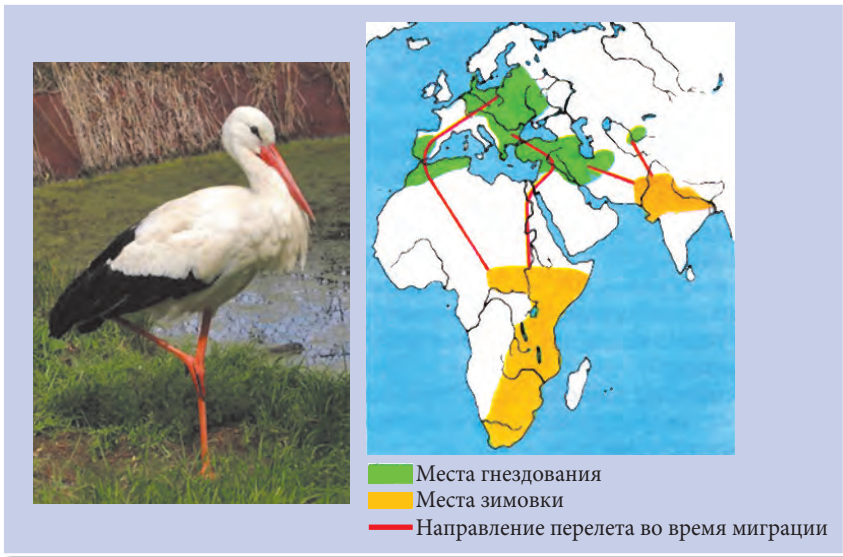 Места гнездования
Места зимовки
Направление перелета во время миграции